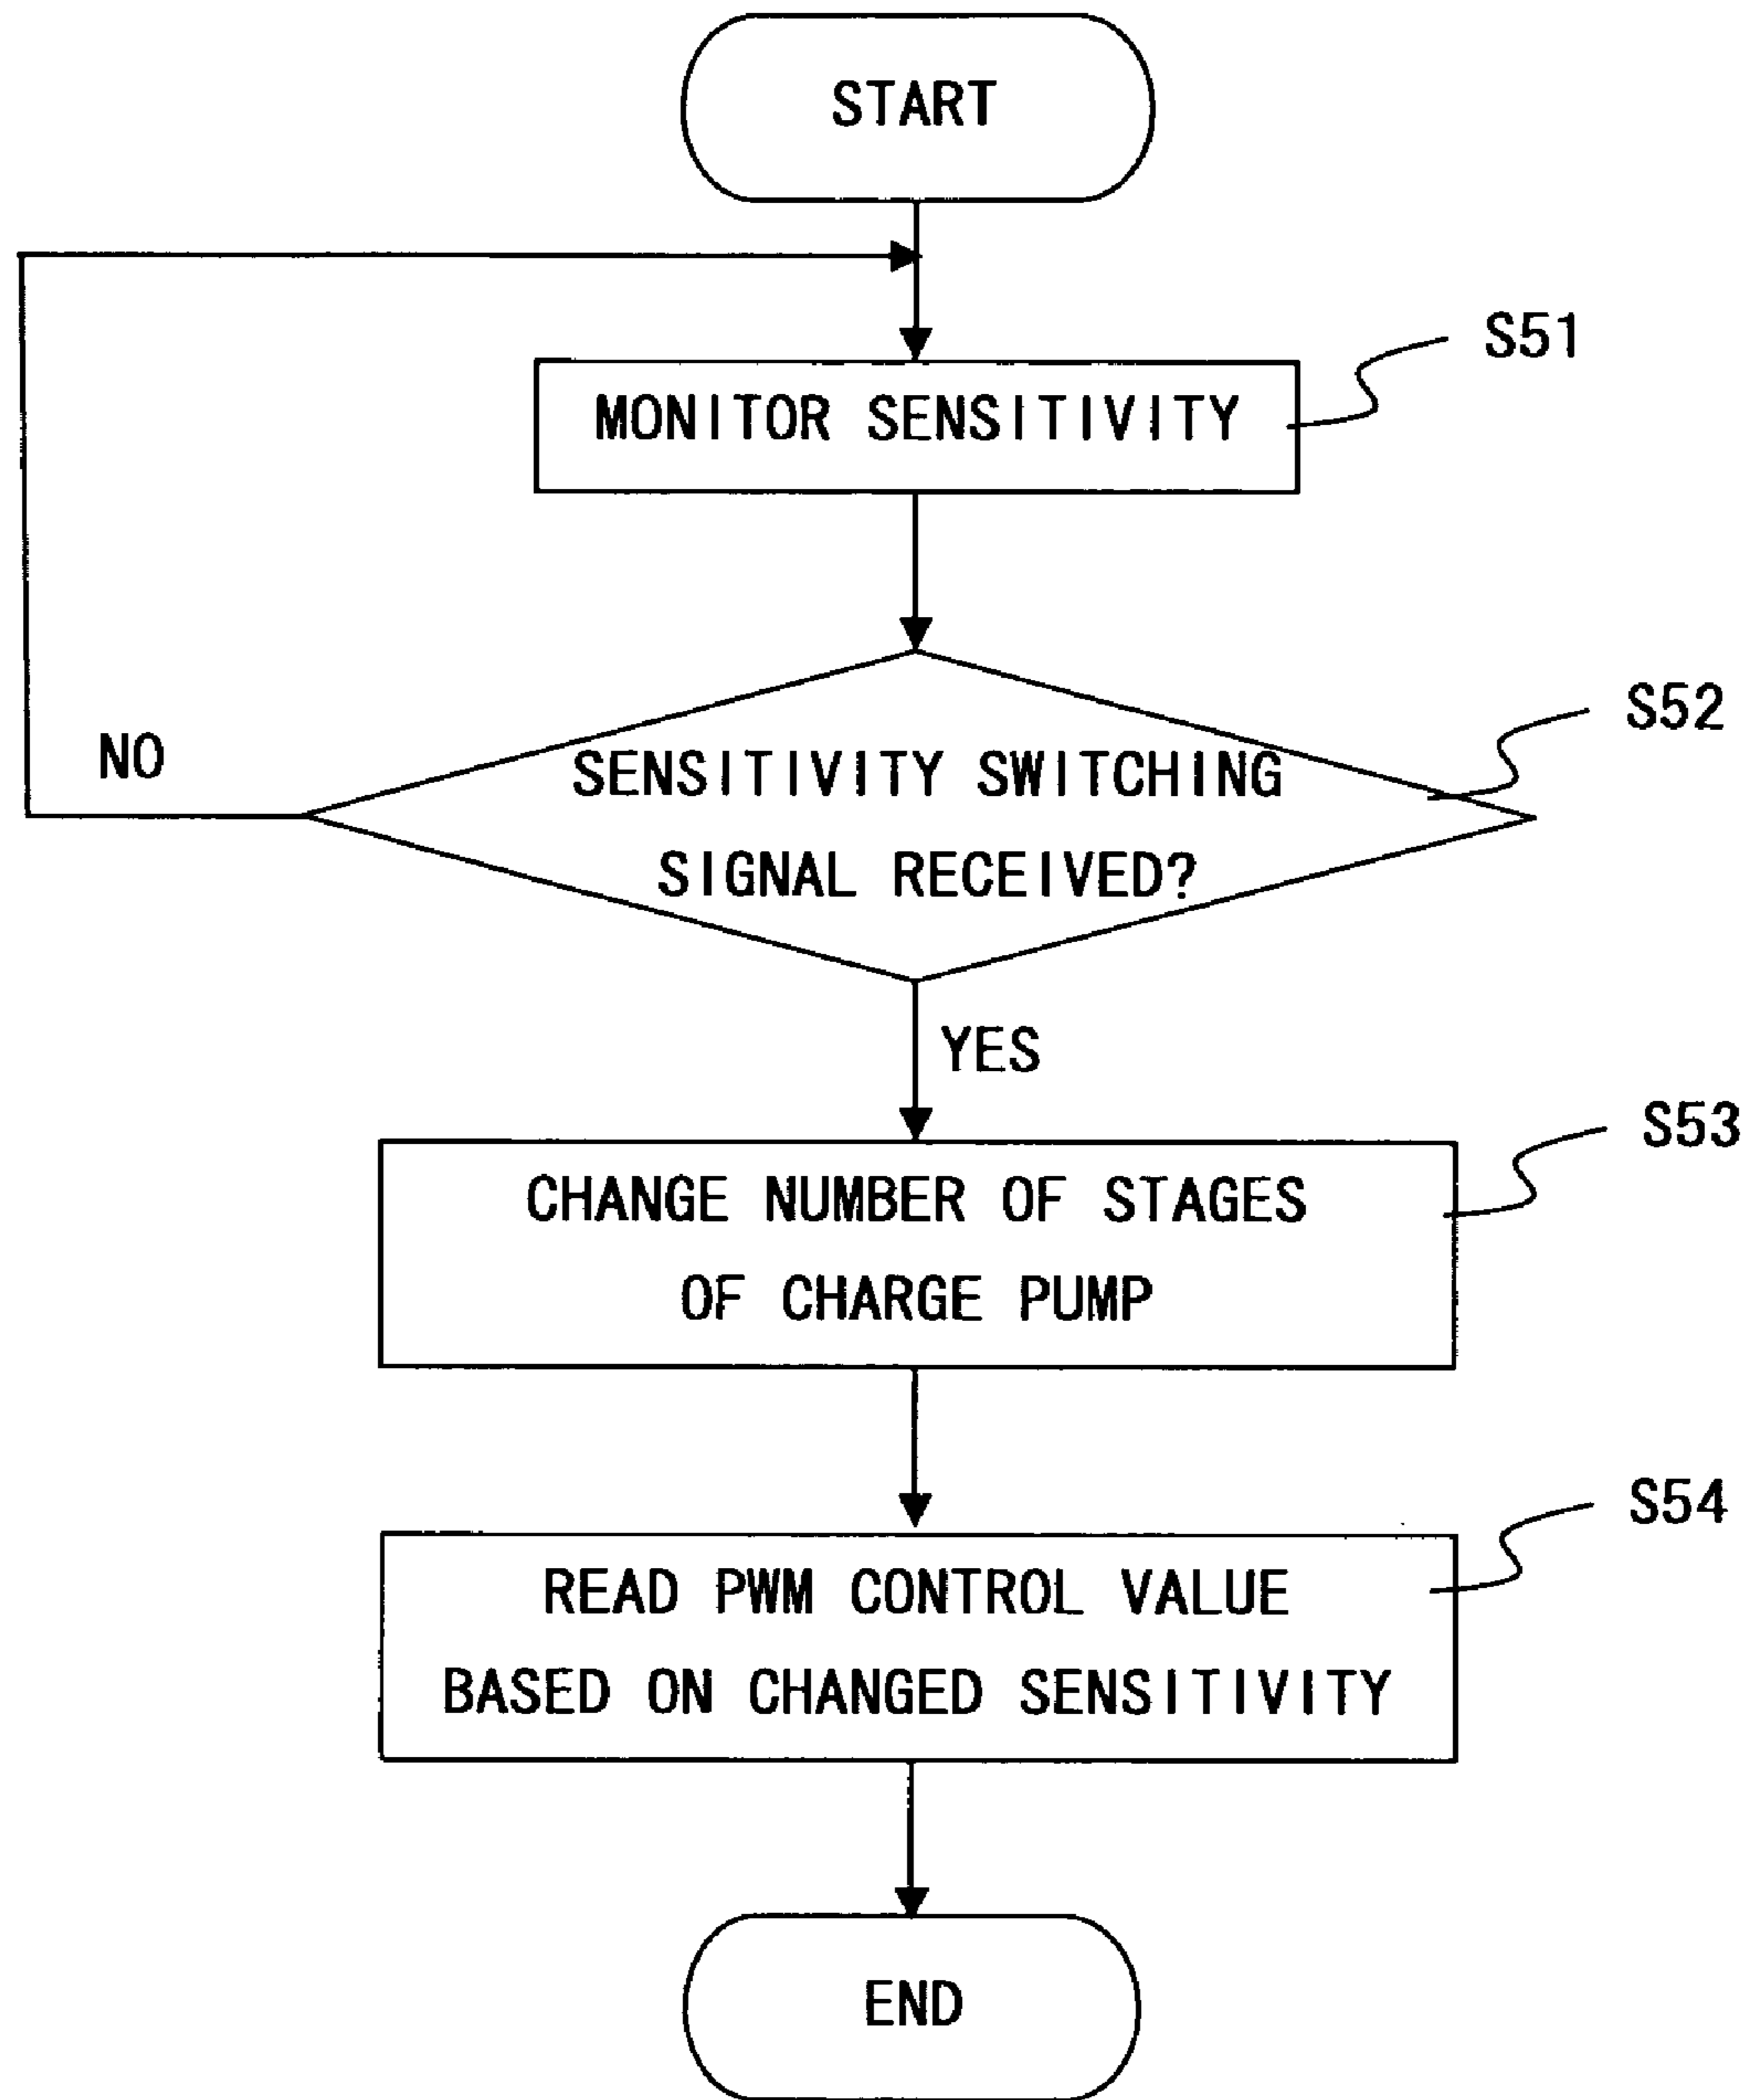 START
S51
MONITOR SENSITIVITY
S52
NO
SENSITIVITY SWITCHING
SIGNAL RECEIVED?
YES
S53
CHANGE NUMBER OF STAGES
OF CHARGE PUMP
S54
READ PWM CONTROL VALUE
BASED ON CHANGED SENSITIVITY
END